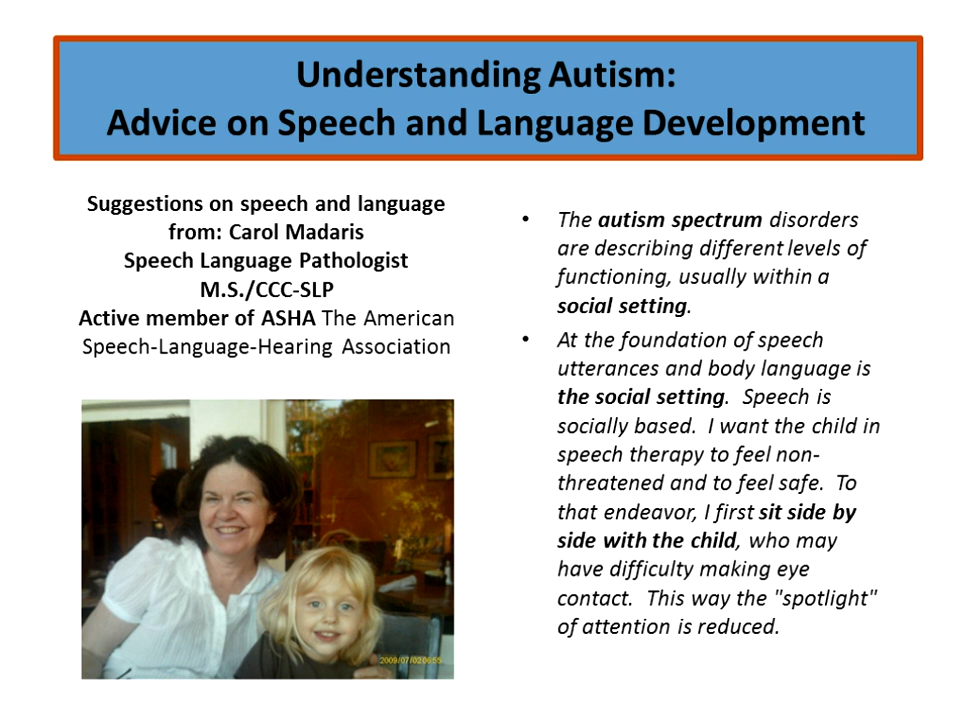 Understanding Autism:
Advice on Speech and Language Development
Suggestions on speech and language
from: Carol Madaris
Speech Language Pathologist
M.S./CCC-SLP
Active member of ASHA The American
Speech-Language-Hearing Association
2009/07/02 06:55
• The autism spectrum disorders
are describing different levels of
functioning, usually within a
social setting.
• At the foundation of speech
utterances and body language is
the social setting. Speech is
socially based. I want the child in
speech therapy to feel non-
threatened and to feel safe. To
that endeavor, I first sit side by
side with the child, who may
have difficulty making eye
contact. This way the "spotlight"
of attention is reduced.